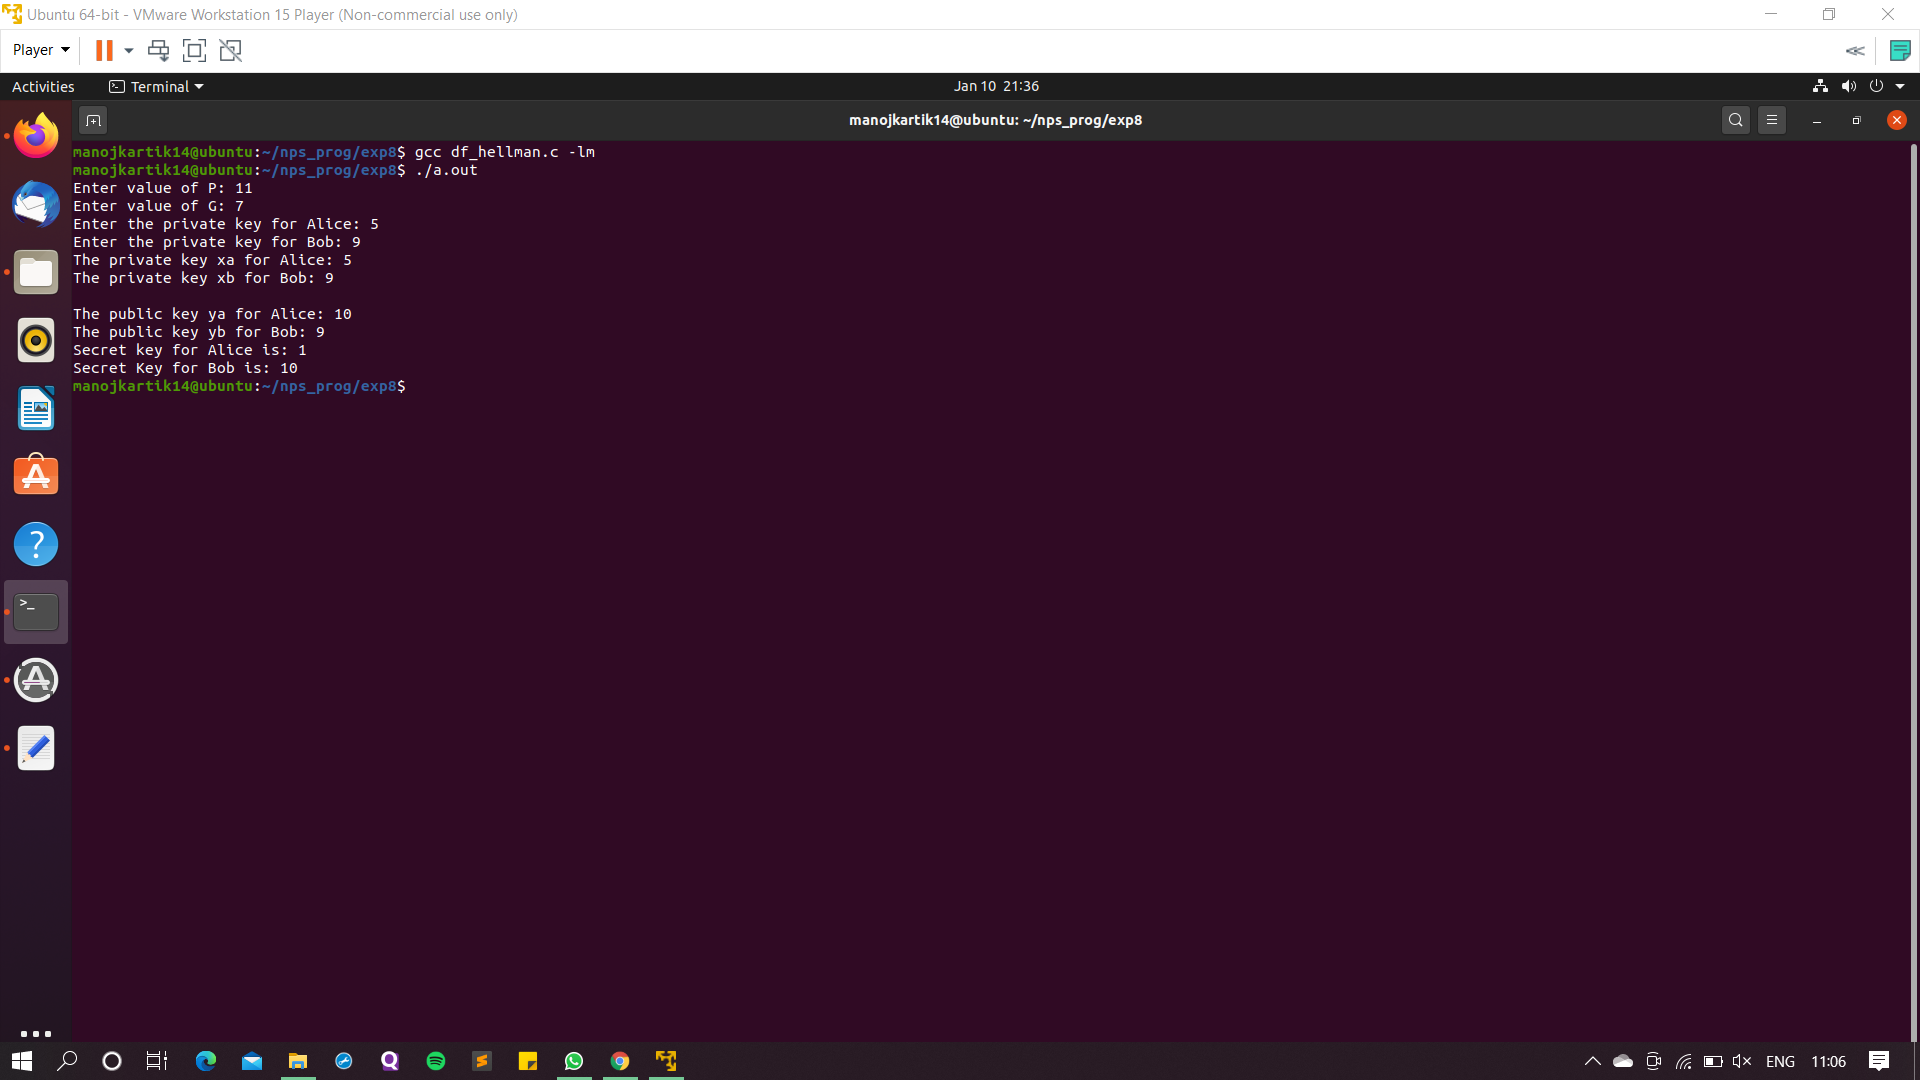 Ubuntu 64-bit - VMware Workstation 15 Player (Non-commercial use only)
Player
Activities
Terminal
Jan 10 21:36
manojkartik14@ubuntu: ~/nps_prog/exp8
manojkartik14@ubuntu:~/nps_prog/exp8$ gcc df_hellman.c -lm
manojkartik14@ubuntu:~/nps_prog/exp8$ ./a.out
Enter value of P: 11
Enter value of G: 7
Enter the private key for Alice: 5
Enter the private key for Bob: 9
The private key xa for Alice: 5
The private key xb for Bob: 9
The public key ya for Alice: 10
The public key yb for Bob: 9
Secret key for Alice is: 1
Secret Key for Bob is: 10
manojkartik14@ubuntu:~/nps_prog/exp8$
ENG
11:06